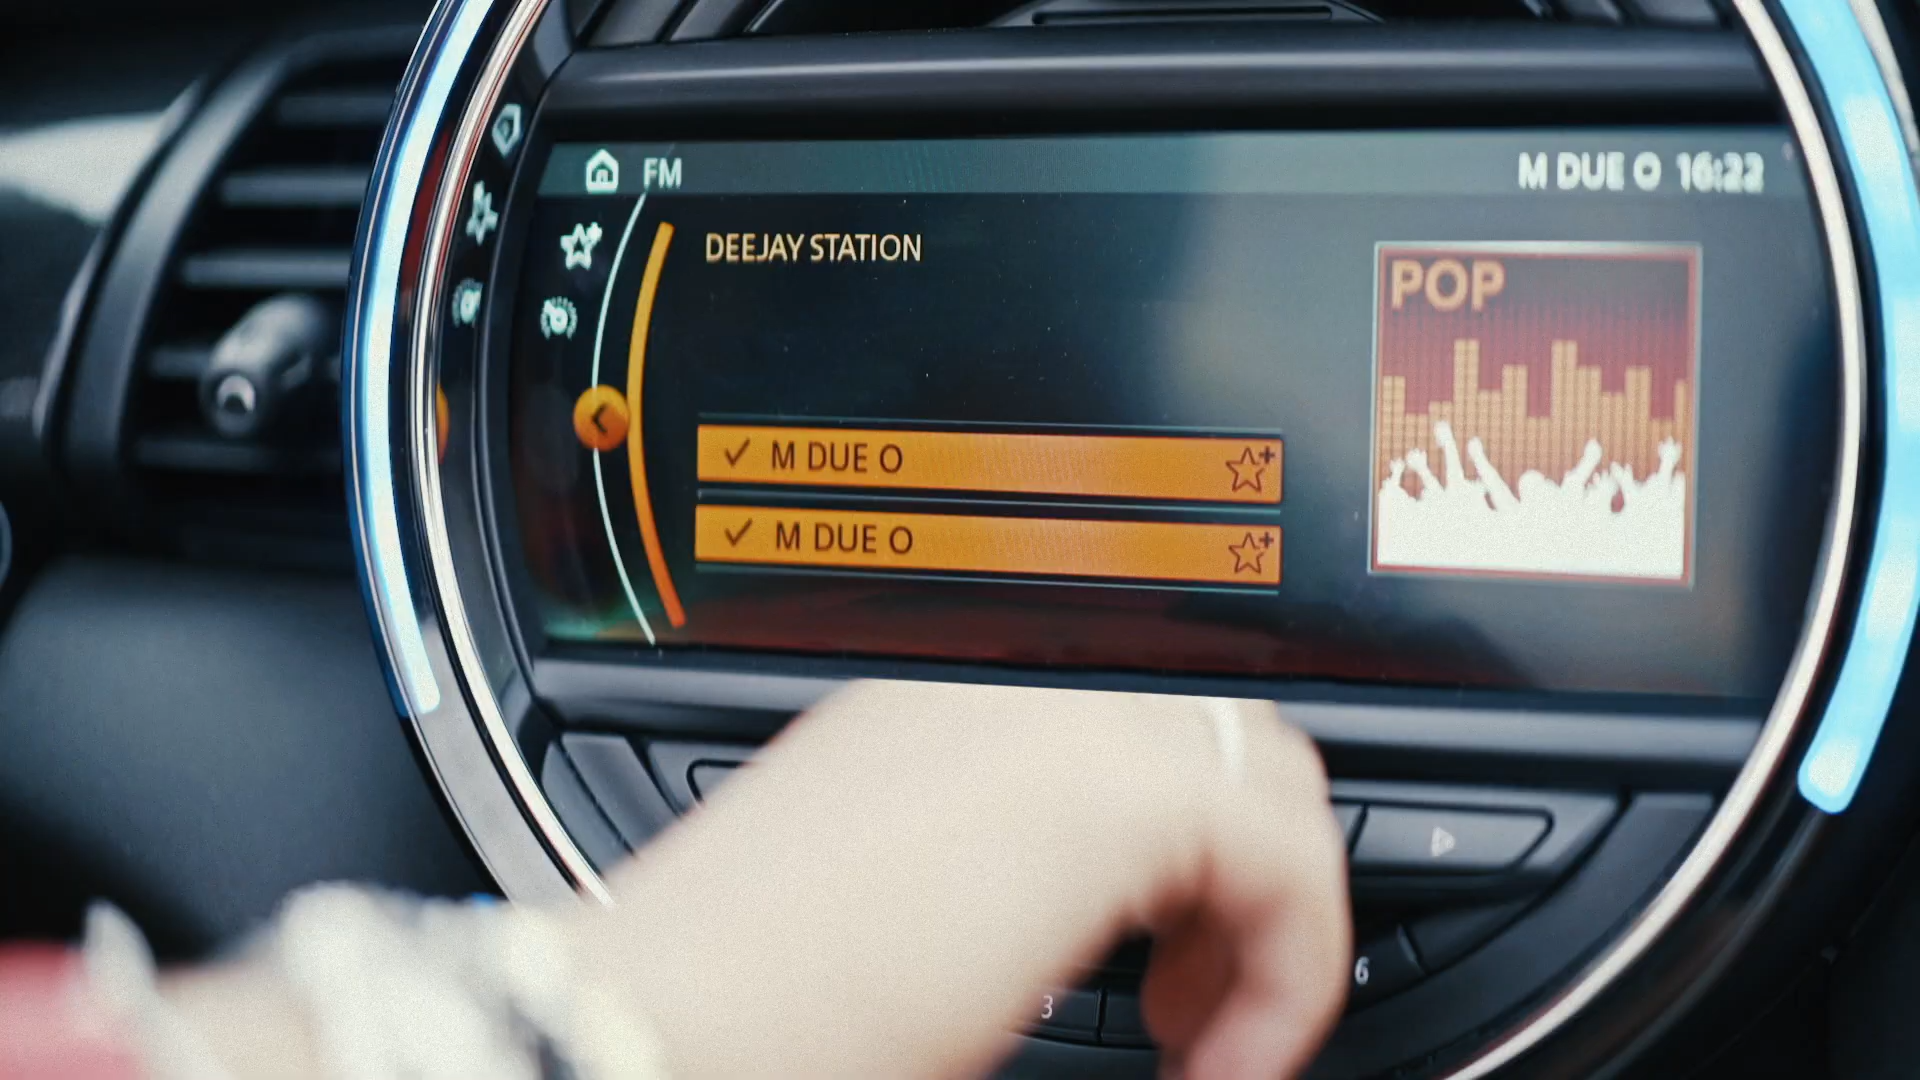 FM
M DUE O 16:22
DEEJAY STATION
POP
M DUE O
M DUE O
6
3